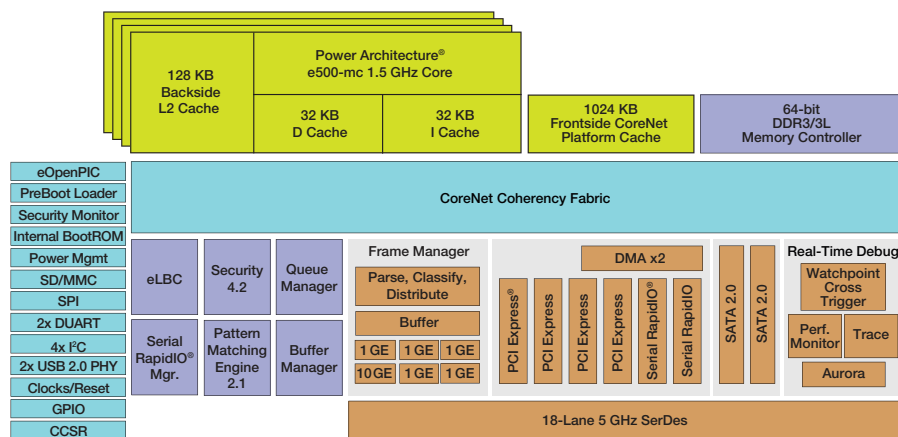 128 KB
Backside
L2 Cache
Power Architecture®
e500-mc 1.5 GHz Core
32 KB
D Cache
32 KB
I Cache
1024 KB
Frontside CoreNet
Platform Cache
64-bit
DDR3/3L
Memory Controller
eOpenPIC
PreBoot Loader
Security Monitor
Internal BootROM
Power Mgmt
SD/MMC
SPI
2x DUART
4x I²C
2x USB 2.0 PHY
Clocks/Reset
GPIO
CCSR
CoreNet Coherency Fabric
eLBC
Security
4.2
Queue
Manager
Serial
RapidIO®
Mgr.
Pattern
Matching
Engine
2.1
Buffer
Manager
Frame Manager
Parse, Classify,
Distribute
Buffer
1 GE 1 GE 1 GE
10 GE 1 GE 1 GE
DMA x2
PCI Express®
PCI Express
PCI Express
PCI Express
Serial RapidIO®
Serial RapidIO
SATA 2.0
SATA 2.0
Real-Time Debug
Watchpoint
Cross
Trigger
Perf.
Monitor
Trace
Aurora
18-Lane 5 GHz SerDes